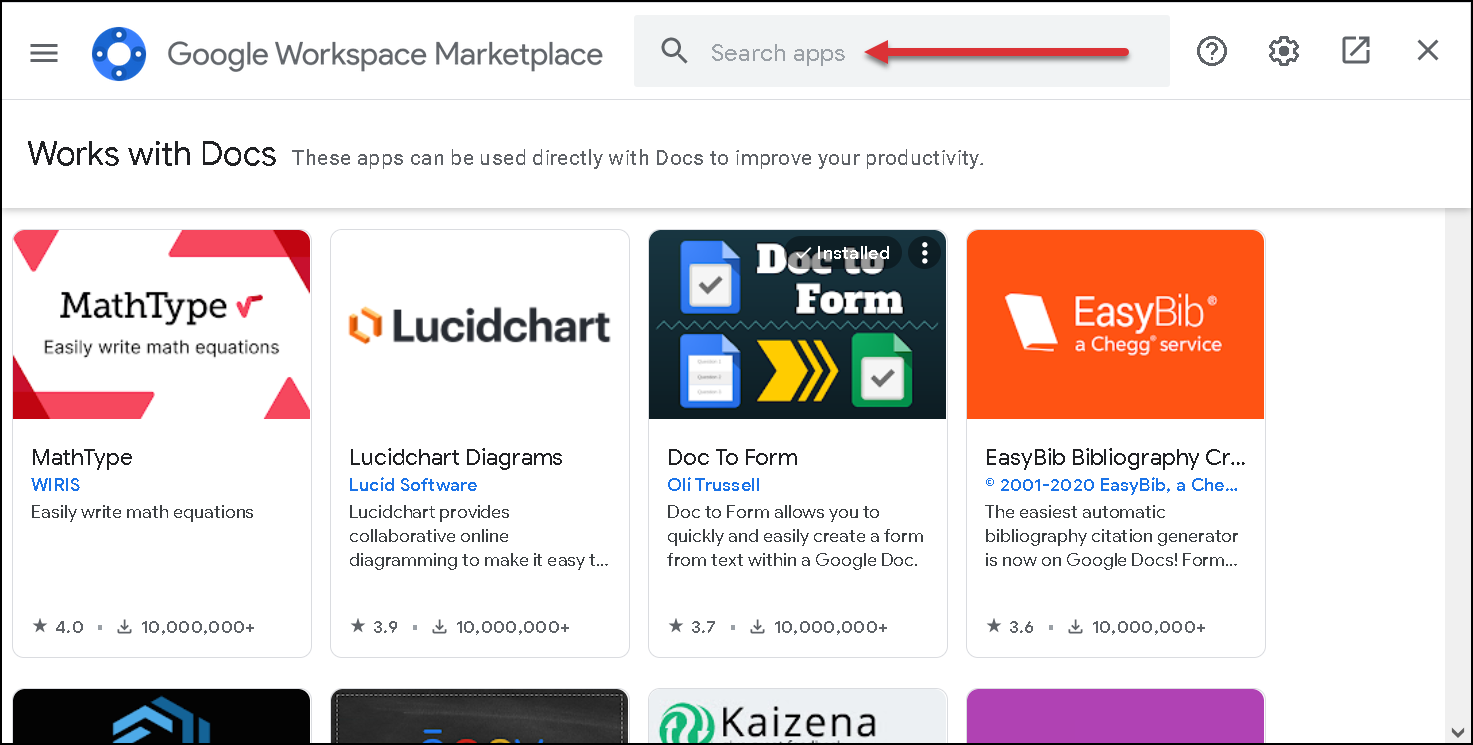 Google Workspace Marketplace
Search apps
Works with Docs These apps can be used directly with Docs to improve your productivity.
MathType
Easily write math equations
Lucidchart
Installed
Doc to
Form
EasyBib®
a Chegg® service
MathType
WIRIS
Easily write math equations
4.0 ▪ 10,000,000+
Lucidchart Diagrams
Lucid Software
Lucidchart provides
collaborative online
diagramming to make it easy t...
3.9 ▪ 10,000,000+
Doc To Form
Oli Trussell
Doc to Form allows you to
quickly and easily create a form
from text within a Google Doc.
3.7 ▪ 10,000,000+
EasyBib Bibliography Cr...
© 2001-2020 EasyBib, a Che...
The easiest automatic
bibliography citation generator
is now on Google Docs! Form...
3.6 ▪ 10,000,000+
Kaizena